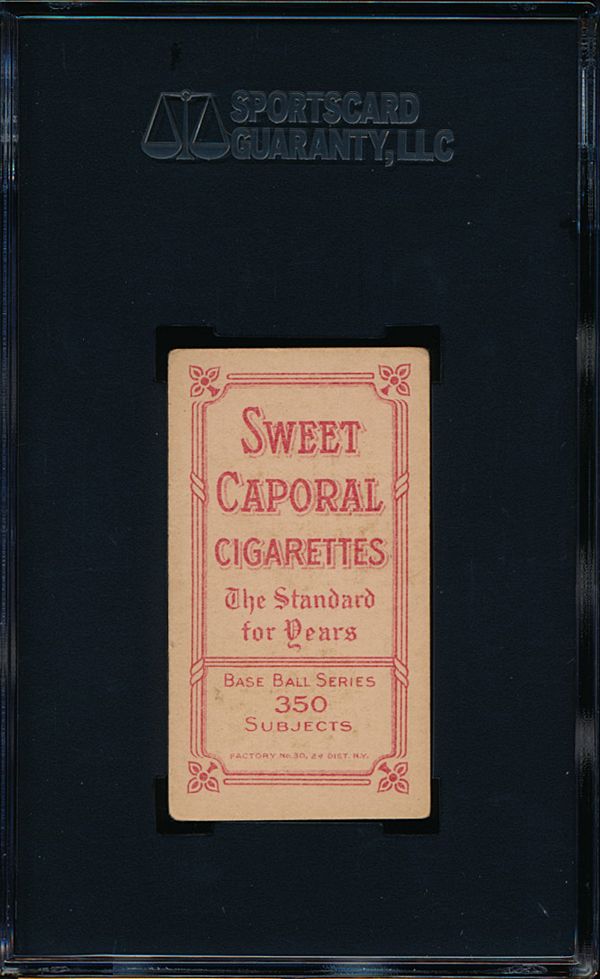 SPORTSCARD
GUARANTY, LLC
SWEET
CAPORAL
CIGARETTES
The Standard
for Years
BASE BALL SERIES
350
SUBJECTS
FACTORY No. 30, 2d DIST. N.Y.